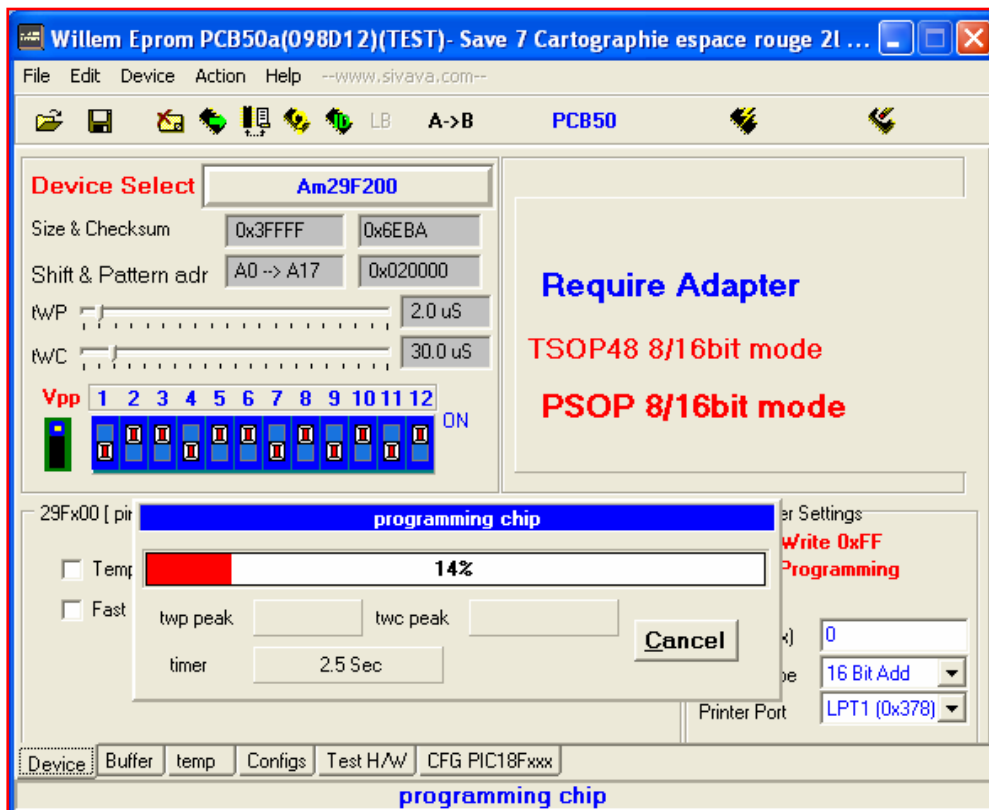 Willem Eprom PCB50a(098D12)(TEST)- Save 7 Cartographie espace rouge 2l ...
File Edit Device Action Help --www.sivava.com--
LB A->B PCB50
Device Select Am29F200
Size & Checksum 0x3FFFF 0x6EBA
Shift & Pattern adr A0 --> A17 0x020000
tWP 2.0 uS
tWC 30.0 uS
Vpp 1 2 3 4 5 6 7 8 9 10 11 12
ON
Require Adapter
TSOP48 8/16bit mode
PSOP 8/16bit mode
29Fx00 [ pin
Temp
Fast
programming chip
14%
twp peak twc peak
timer 2.5 Sec
Cancel
er Settings
Write 0xFF
Programming
x) 0
pe 16 Bit Add
Printer Port LPT1 (0x378)
Device Buffer temp Configs Test H/W CFG PIC18Fxxx
programming chip